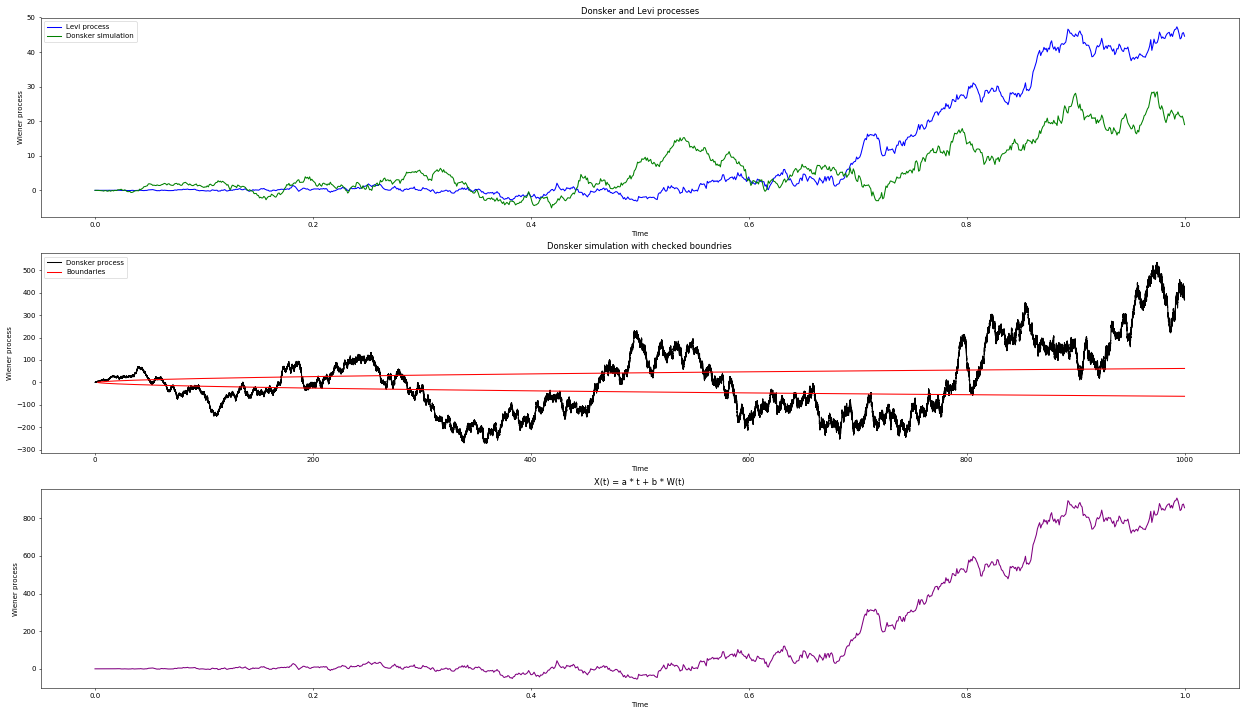 Donsker and Levi processes
Levi process
Donsker simulation
Wiener process
50
40
30
20
10
0
0.0 0.2 0.4 0.6 0.8 1.0
Time
Donsker simulation with checked boundries
Donsker process
Boundaries
Wiener process
500
400
300
200
100
0
−100
−200
−300
0 200 400 600 800 1000
Time
X(t) = a * t + b * W(t)
Wiener process
800
600
400
200
0
0.0 0.2 0.4 0.6 0.8 1.0
Time